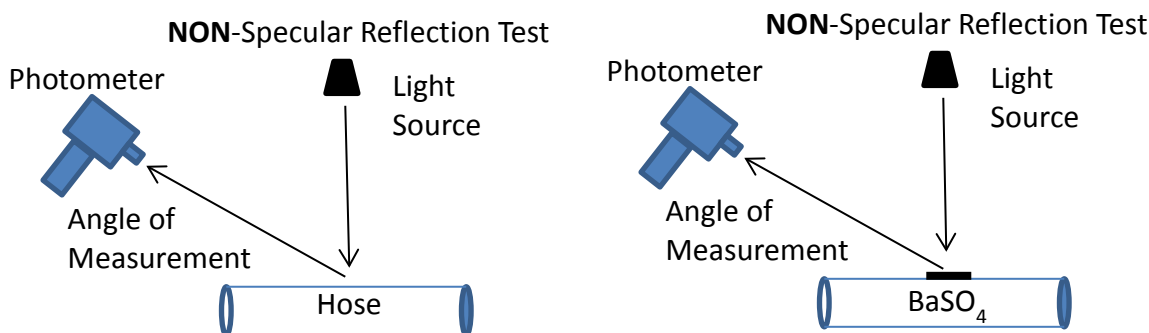 NON-Specular Reflection Test
Photometer
Light
Source
Angle of
Measurement
Hose
NON-Specular Reflection Test
Photometer
Light
Source
Angle of
Measurement
BaSO₄